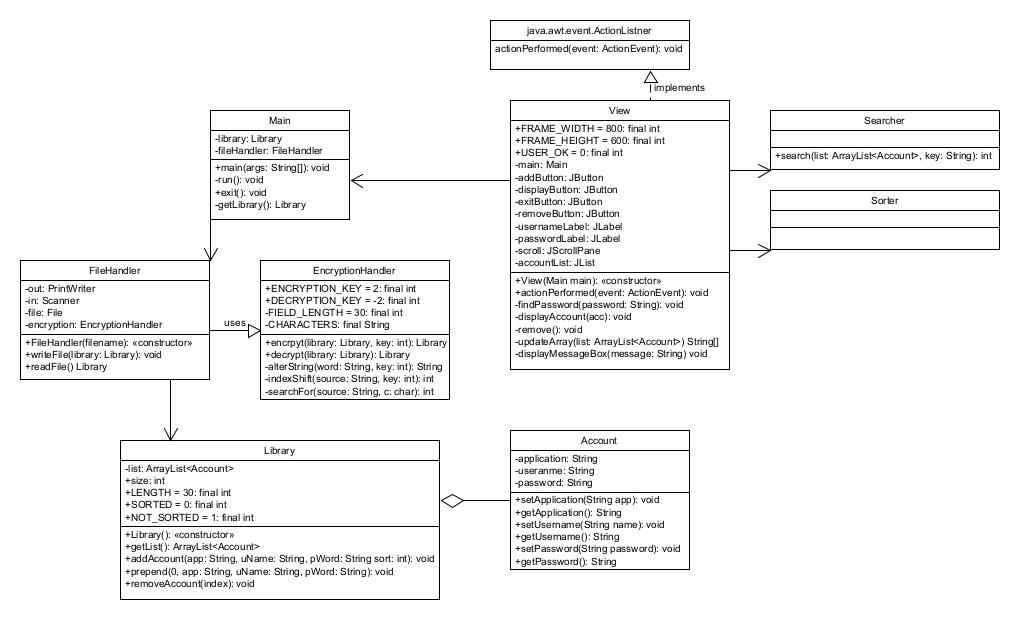 java.awt.event.ActionListner
actionPerformed(event: ActionEvent): void
implements
Main
-library: Library
-fileHandler: FileHandler
+main(args: String[]): void
-run(): void
+exit(): void
-getLibrary(): Library
View
+FRAME_WIDTH = 800: final int
+FRAME_HEIGHT = 600: final int
+USER_OK = 0: final int
-main: Main
-addButton: JButton
-displayButton: JButton
-exitButton: JButton
-removeButton: JButton
-usernameLabel: JLabel
-passwordLabel: JLabel
-scroll: JScrollPane
-accountList: JList
+View(Main main): «constructor»
+actionPerformed(event: ActionEvent): void
-findPassword(password: String): void
-displayAccount(acc): void
-remove(): void
-updateArray(list: ArrayList<Account>) String[]
-displayMessageBox(message: String) void
Searcher
+search(list: ArrayList<Account>, key: String): int
Sorter
FileHandler
-out: PrintWriter
-in: Scanner
-file: File
-encryption: EncryptionHandler
+FileHandler(filename): «constructor»
+writeFile(library: Library): void
+readFile() Library
uses
EncryptionHandler
+ENCRYPTION_KEY = 2: final int
+DECRYPTION_KEY = -2: final int
-FIELD_LENGTH = 30: final int
-CHARACTERS: final String
+encrpyt(library: Library, key: int): Library
+decrypt(library: Library): Library
-alterString(word: String, key: int): String
-indexShift(source: String, key: int): int
-searchFor(source: String, c: char): int
Library
-list: ArrayList<Account>
+size: int
+LENGTH = 30: final int
+SORTED = 0: final int
+NOT_SORTED = 1: final int
+Library(): «constructor»
+getList(): ArrayList<Account>
+addAccount(app: String, uName: String, pWord: String sort: int): void
+prepend(0, app: String, uName: String, pWord: String): void
+removeAccount(index): void
Account
-application: String
-useranme: String
-password: String
+setApplication(String app): void
+getApplication(): String
+setUsername(String name): void
+getUsername(): String
+setPassword(String password): void
+getPassword(): String